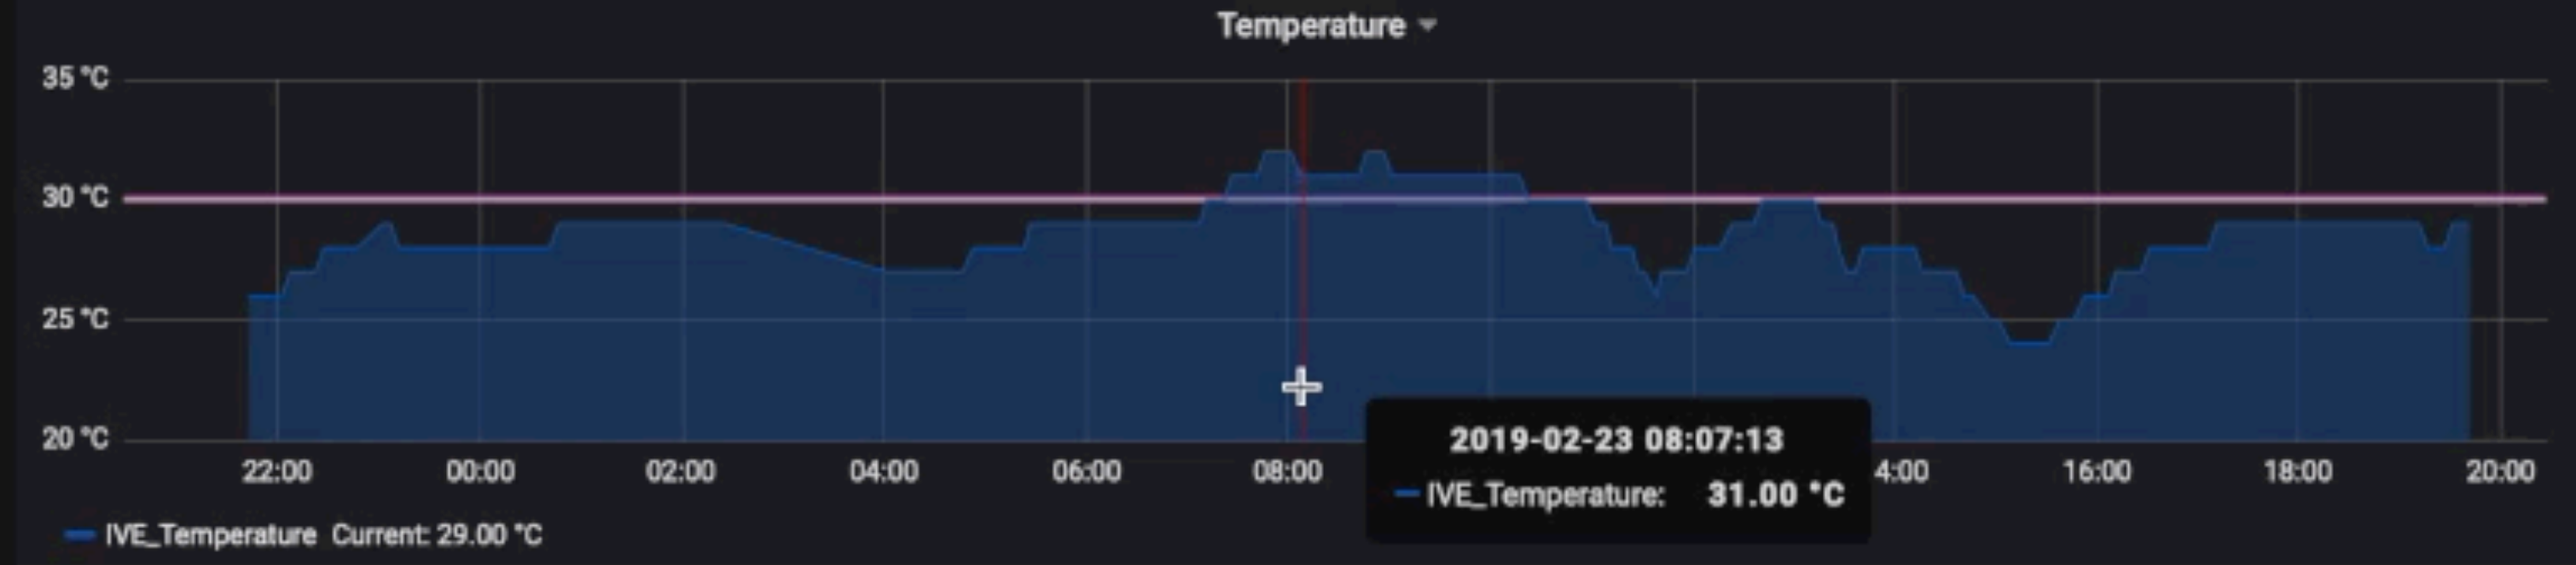 Temperature
35 °C
30 °C
25 °C
20 °C
22:00 00:00 02:00 04:00 06:00 08:00 4:00 16:00 18:00 20:00
2019-02-23 08:07:13
IVE_Temperature: 31.00 °C
IVE_Temperature Current: 29.00 °C